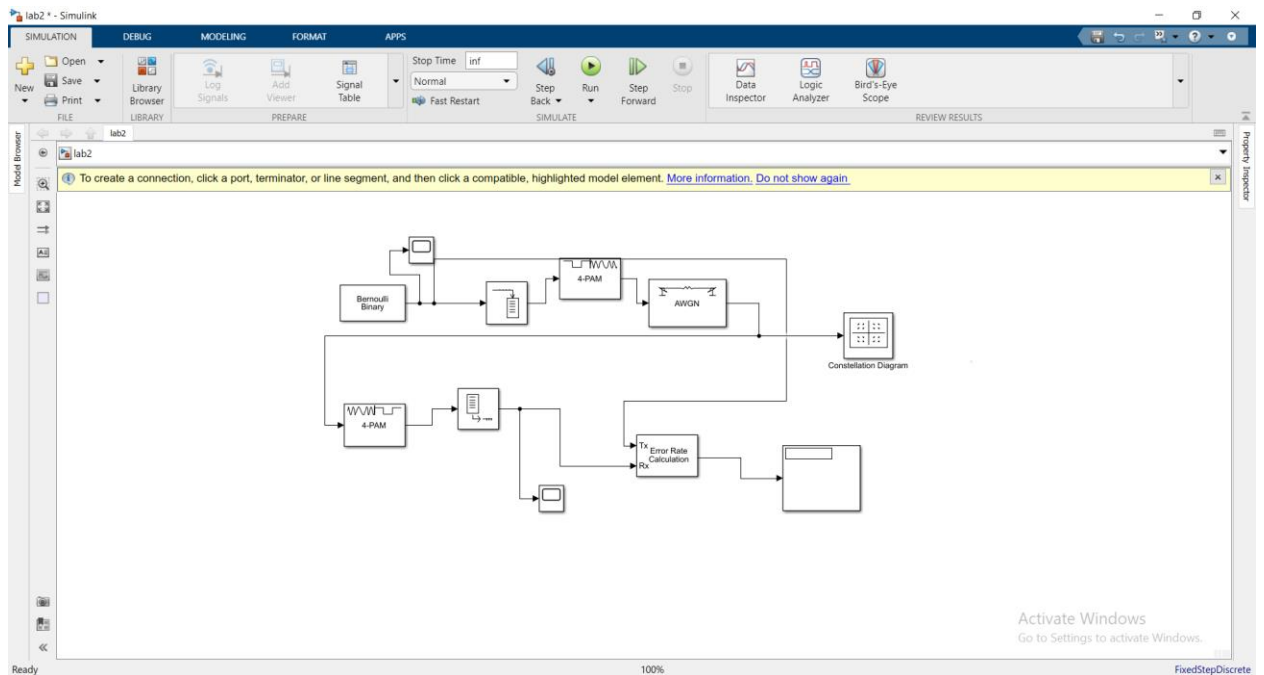 lab2 * - Simulink
SIMULATION DEBUG MODELING FORMAT APPS
New
Open
Save
Print
FILE
Library
Browser
LIBRARY
Log
Signals
Add
Viewer
Signal
Table
PREPARE
Stop Time inf
Normal
Fast Restart
Step
Back
Run
Step
Forward
Stop
SIMULATE
Data
Inspector
Logic
Analyzer
Bird's-Eye
Scope
REVIEW RESULTS
Model Browser
lab2
lab2
Property Inspector
To create a connection, click a port, terminator, or line segment, and then click a compatible, highlighted model element. More information. Do not show again
Bernoulli
Binary
4-PAM
AWGN
Constellation Diagram
4-PAM
Tx
Rx
Error Rate
Calculation
Activate Windows
Go to Settings to activate Windows.
Ready 100% FixedStepDiscrete